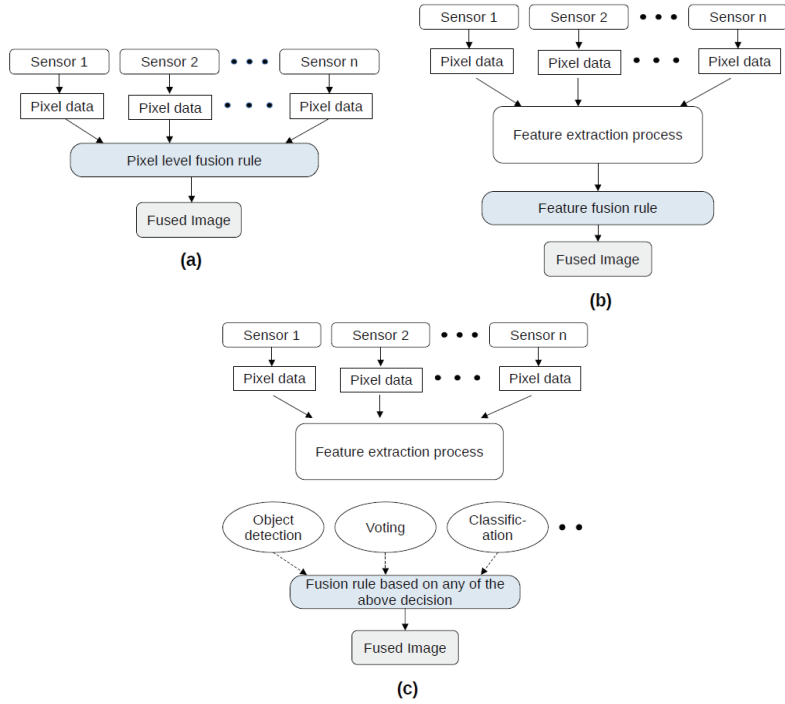 Sensor 1
Sensor 2
Sensor n
Pixel data
Pixel data
Pixel data
Pixel level fusion rule
Fused Image
(a)
Sensor 1
Sensor 2
Sensor n
Pixel data
Pixel data
Pixel data
Feature extraction process
Feature fusion rule
Fused Image
(b)
Sensor 1
Sensor 2
Sensor n
Pixel data
Pixel data
Pixel data
Feature extraction process
Object
detection
Voting
Classific-
ation
Fusion rule based on any of the
above decision
Fused Image
(c)